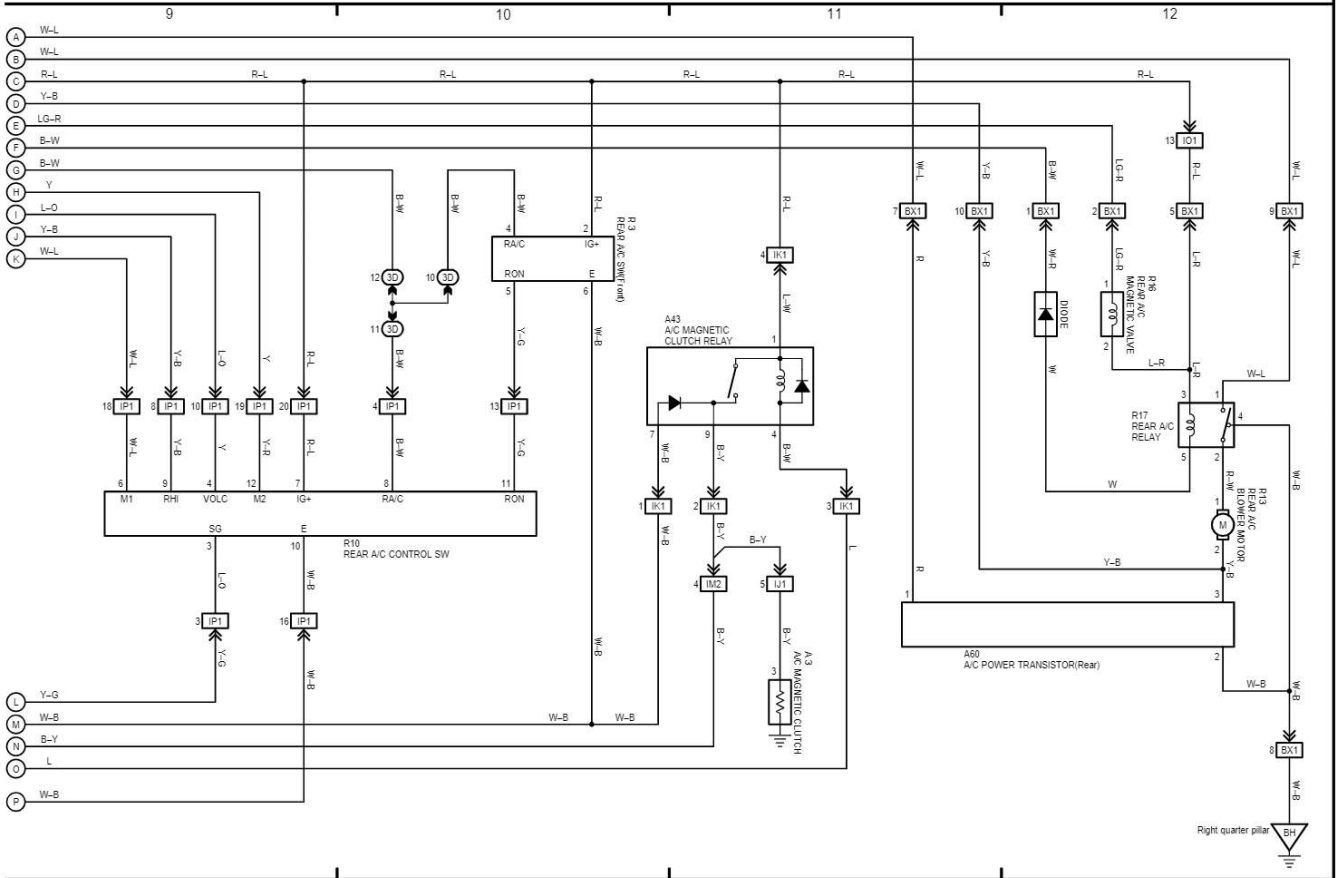 9 10 11 12
A W–L W–L
B W–L
C R–L R–L R–L R–L R–L R–L
D Y–B
E LG–R
F B–W
G B–W
H Y
I L–O
J Y–B
K W–L
13 IO1
B–W B–W B–W R–L R–L W–L Y–B B–W LG–R R–L W–L
4 2
RA/C IG+
RON E
5 6
R 3
REAR A/C SW(Front)
7 BX1 10 BX1 1 BX1 2 BX1 5 BX1 9 BX1
4 IK1
R Y–B W–R LG–R L–R W–L
12 3D 10 3D
11 3D
L–W
DIODE
1
2
R16
REAR A/C
MAGNETIC VALVE
A43
A/C MAGNETIC
CLUTCH RELAY
1
7 9 4
W–L Y–B L–O Y R–L B–W Y–G W–B
W L–R L–R W–L
18 IP1 8 IP1 10 IP1 19 IP1 20 IP1 4 IP1 13 IP1
3 1 4
5 2
R17
REAR A/C
RELAY
W–L Y–B Y Y–R R–L B–W Y–G
W–B B–Y B–W
W R–W W–B
6 9 4 12 7 8 11
M1 RHI VOLC M2 IG+ RA/C RON
SG E
3 10
R10
REAR A/C CONTROL SW
1 IK1 2 IK1 3 IK1
1
M
2
R13
REAR A/C
BLOWER MOTOR
W–B B–Y B–Y L
L–O W–B
4 IM2 5 IJ1
R Y–B Y–B
1 3
2
A60
A/C POWER TRANSISTOR(Rear)
3 IP1 16 IP1
Y–G W–B W–B B–Y B–Y
3
A 3
A/C MAGNETIC CLUTCH
W–B W–B
L Y–G
M W–B W–B W–B
N B–Y
O L
P W–B
8 BX1
W–B
Right quarter pillar BH